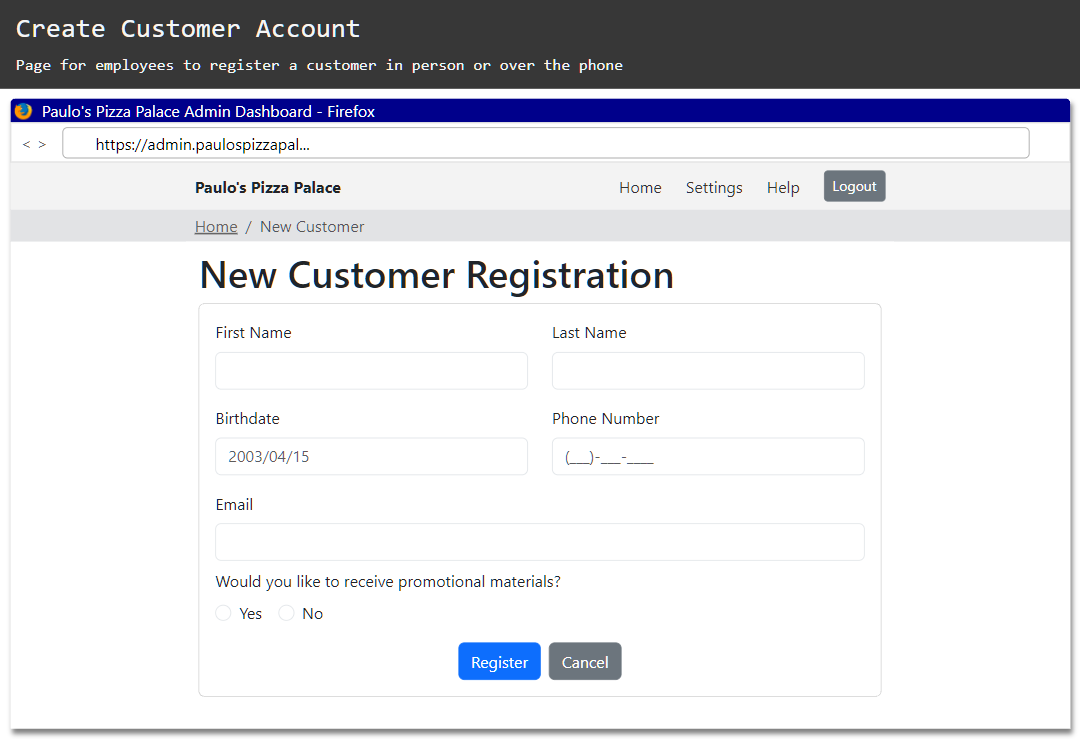 Create Customer Account
Page for employees to register a customer in person or over the phone
Paulo's Pizza Palace Admin Dashboard - Firefox
< > https://admin.paulospizzapal...
Paulo's Pizza Palace Home Settings Help Logout
Home / New Customer
New Customer Registration
First Name Last Name
Birthdate Phone Number
2003/04/15 (___)-___-____
Email
Would you like to receive promotional materials?
Yes No
Register Cancel